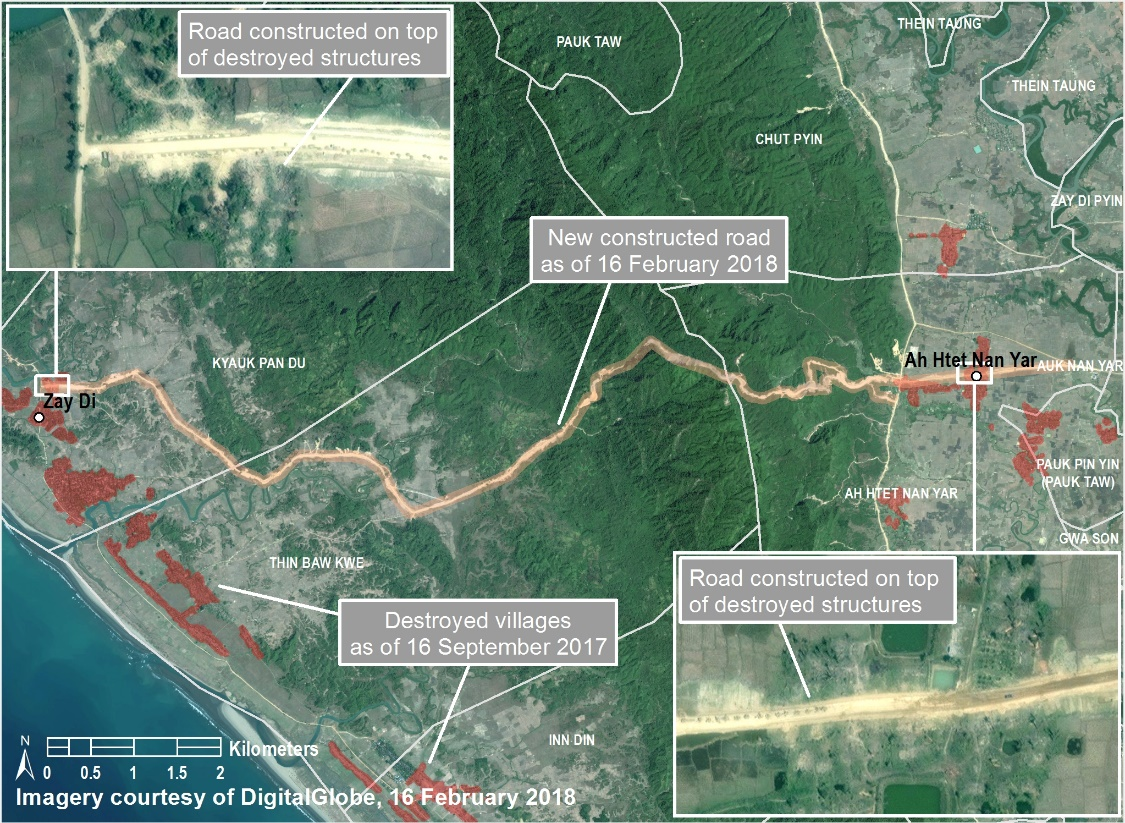 Road constructed on top
of destroyed structures
PAUK TAW
THEIN TAUNG
THEIN TAUNG
CHUT PYIN
ZAY DI PYIN
New constructed road
as of 16 February 2018
KYAUK PAN DU
Ah Htet Nan Yar
AUK NAN YAR
Zay Di
PAUK PIN YIN
(PAUK TAW)
AH HTET NAN YAR
GWA SON
THIN BAW KWE
Road constructed on top
of destroyed structures
Destroyed villages
as of 16 September 2017
INN DIN
N
Kilometers
0 0.5 1 1.5 2
Imagery courtesy of DigitalGlobe, 16 February 2018